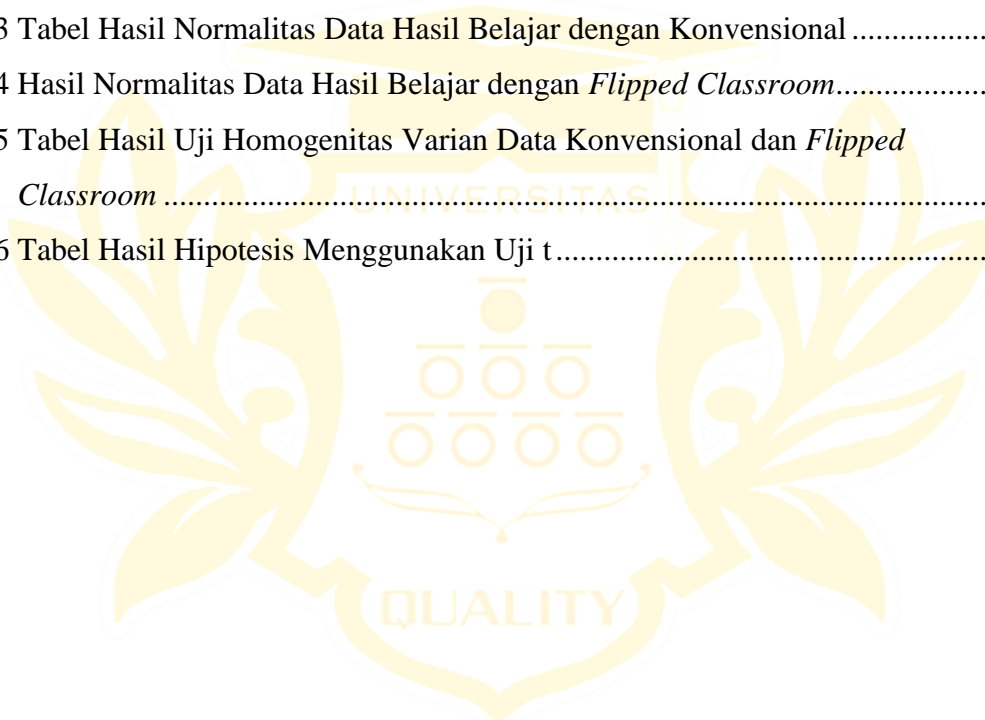 3 Tabel Hasil Normalitas Data Hasil Belajar dengan Konvensional .................
4 Hasil Normalitas Data Hasil Belajar dengan Flipped Classroom...................
5 Tabel Hasil Uji Homogenitas Varian Data Konvensional dan Flipped
Classroom .....................................................................................................
UNIVERSITAS
6 Tabel Hasil Hipotesis Menggunakan Uji t .....................................................
QUALITY